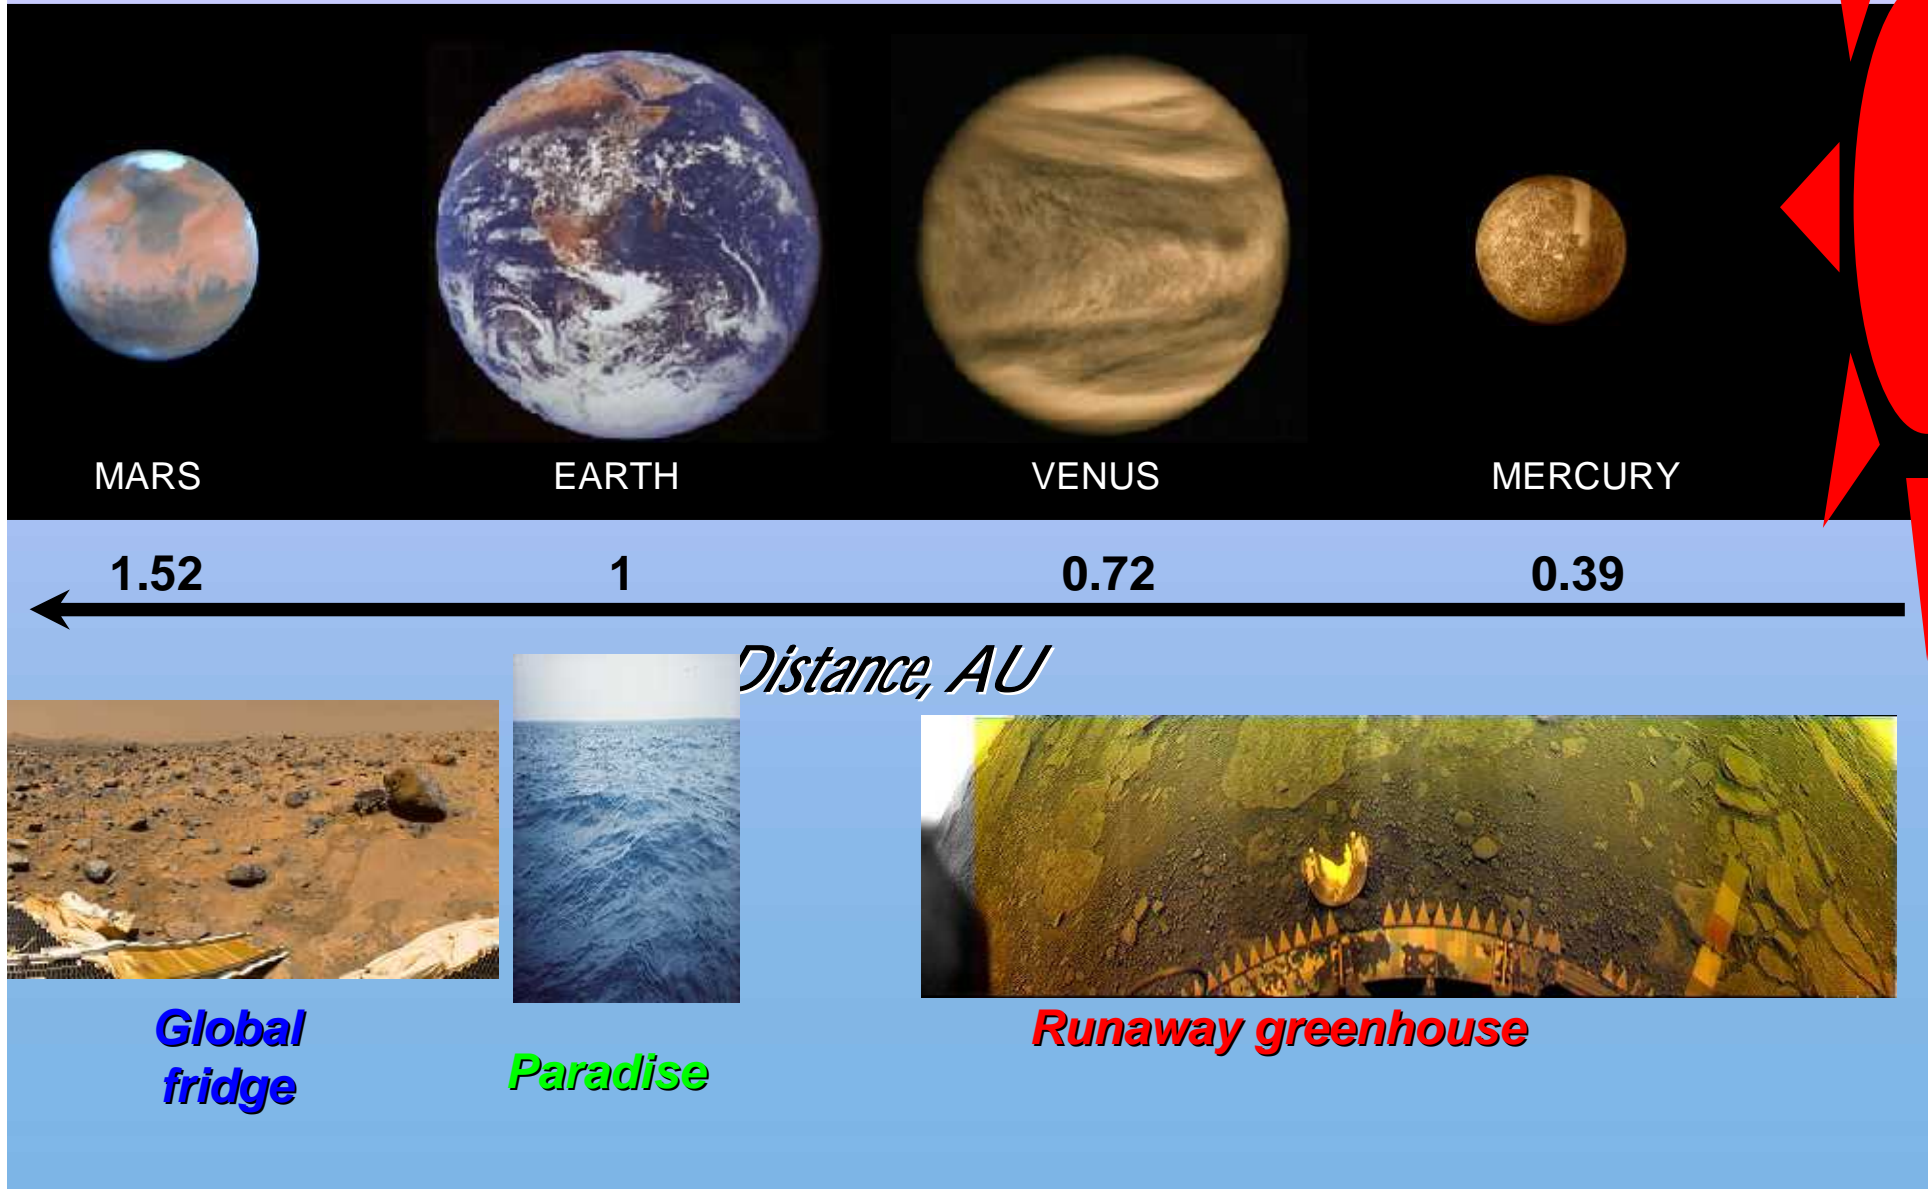 MARS
EARTH
VENUS
MERCURY
1.52
1
0.72
0.39
Distance, AU
Global
fridge
Paradise
Runaway greenhouse